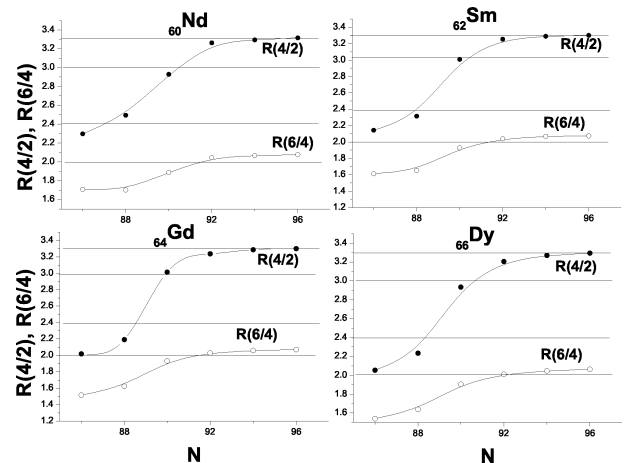 R(4/2), R(6/4)
60Nd
3.4
3.2
3.0
2.8
2.6
2.4
2.2
2.0
1.8
1.6
R(4/2)
R(6/4)
88 92 96
62Sm
3.4
3.2
3.0
2.8
2.6
2.4
2.2
2.0
1.8
1.6
1.4
1.2
R(4/2)
R(6/4)
88 92 96
R(4/2), R(6/4)
64Gd
3.4
3.2
3.0
2.8
2.6
2.4
2.2
2.0
1.8
1.6
1.4
1.2
R(4/2)
R(6/4)
88 92 96
N
66Dy
3.4
3.2
3.0
2.8
2.6
2.4
2.2
2.0
1.8
1.6
R(4/2)
R(6/4)
88 92 96
N